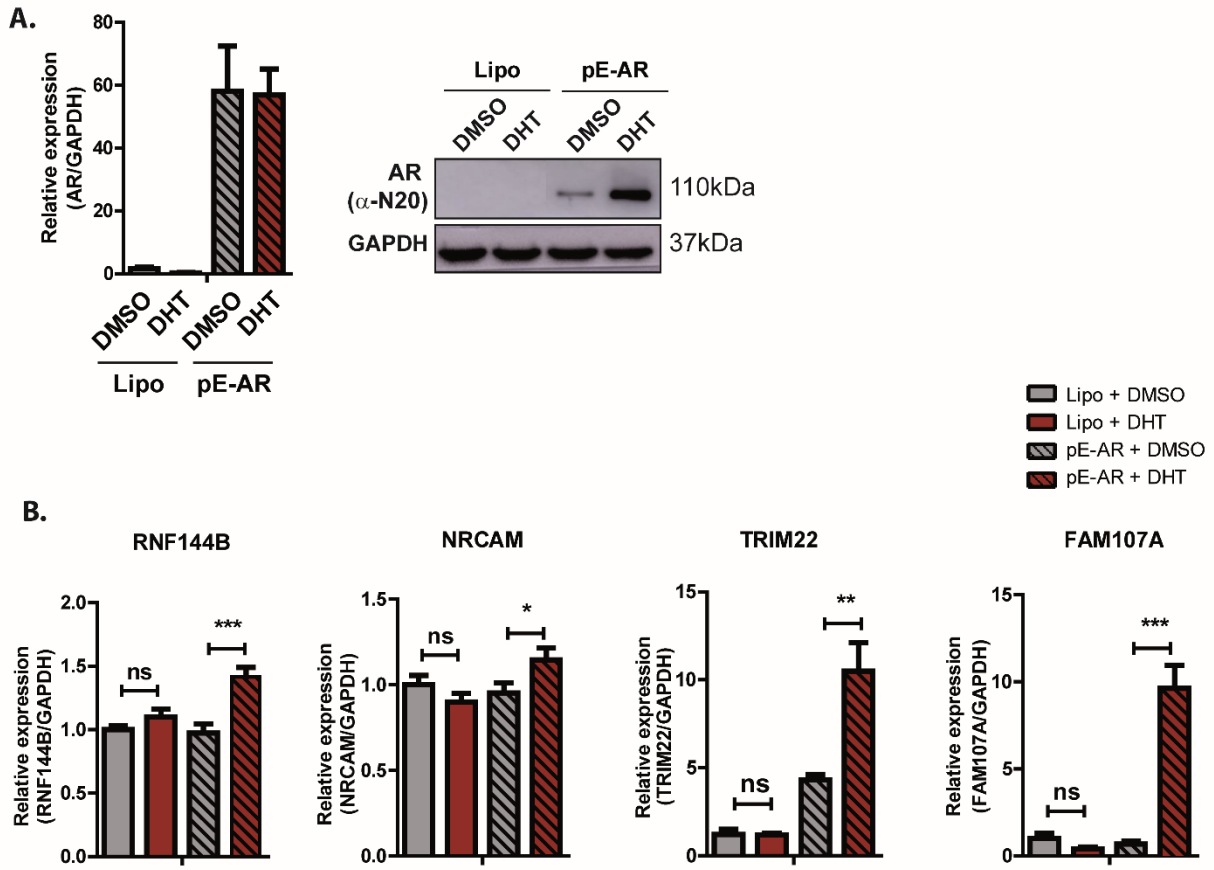 A.
Relative expression
(AR/GAPDH)
80
60
40
20
0
DMSO
DHT
DMSO
DHT
Lipo
pE-AR
Lipo
pE-AR
DMSO
DHT
DMSO
DHT
AR
(α-N20)
110kDa
GAPDH
37kDa
Lipo + DMSO
Lipo + DHT
pE-AR + DMSO
pE-AR + DHT
B.
RNF144B
Relative expression
(RNF144B/GAPDH)
2.0
1.5
1.0
0.5
0.0
ns
***
NRCAM
Relative expression
(NRCAM/GAPDH)
1.5
1.0
0.5
0.0
ns
*
TRIM22
Relative expression
(TRIM22/GAPDH)
15
10
5
0
ns
**
FAM107A
Relative expression
(FAM107A/GAPDH)
15
10
5
0
ns
***